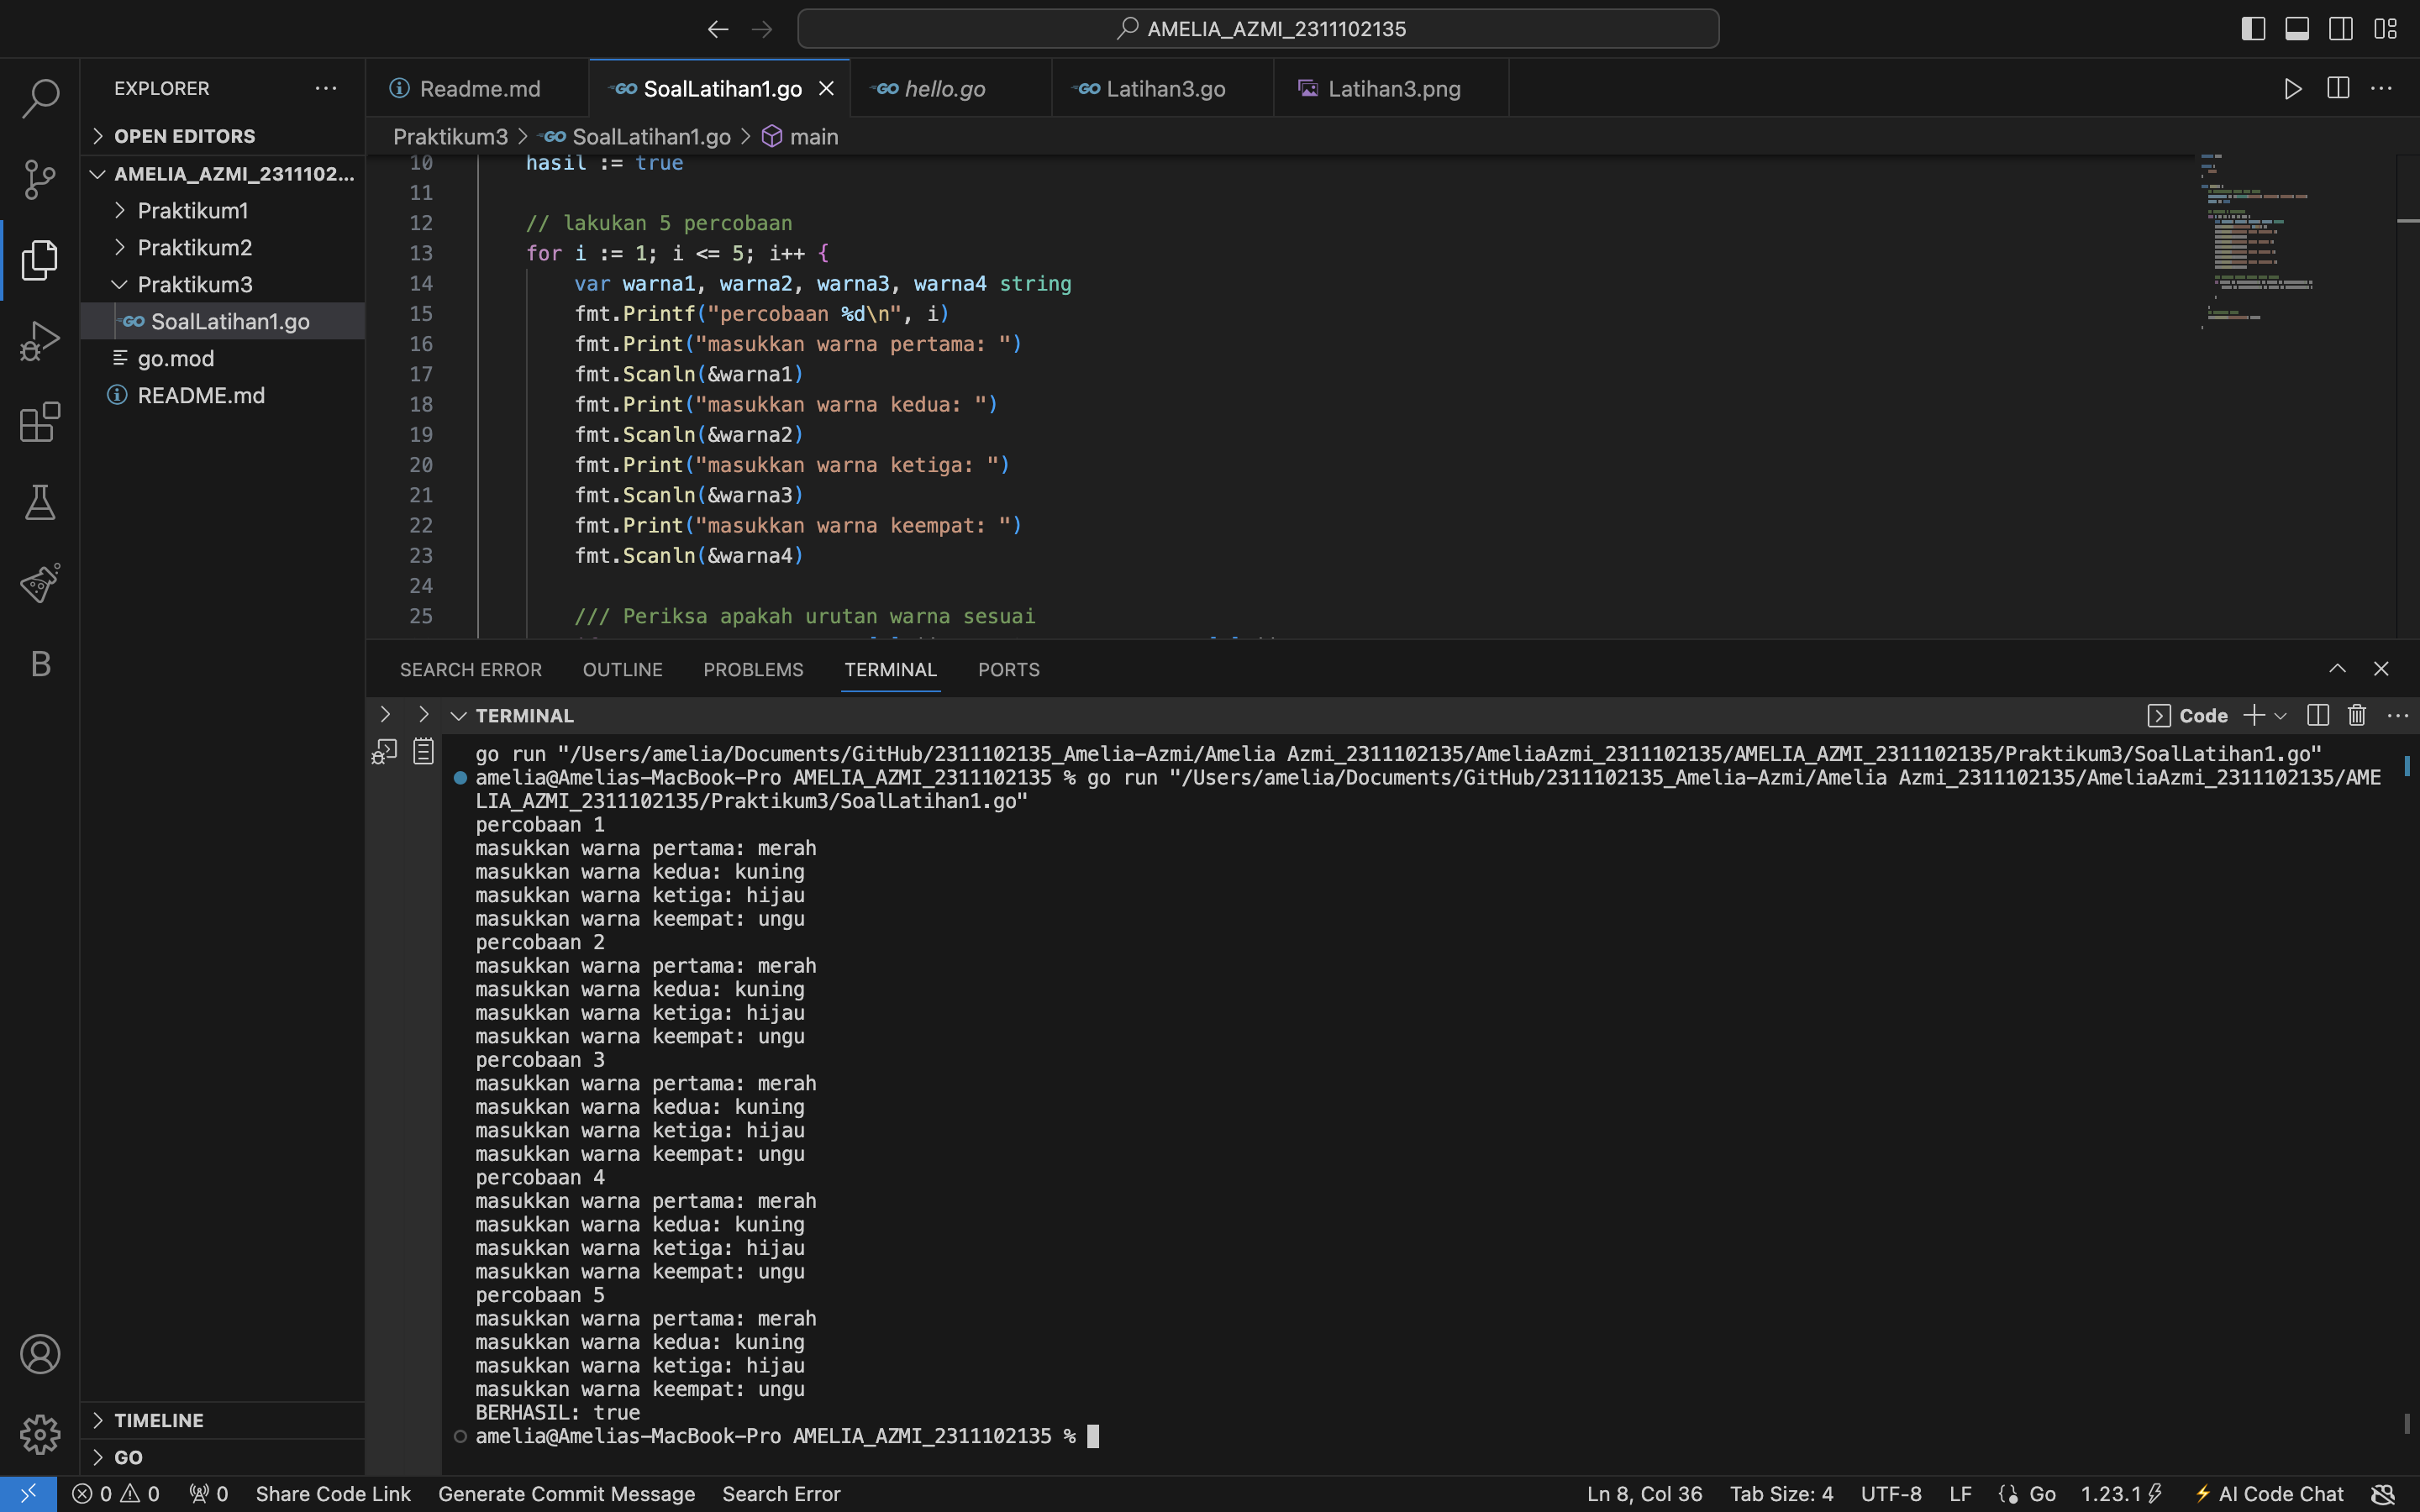 AMELIA_AZMI_2311102135
EXPLORER
OPEN EDITORS
AMELIA_AZMI_2311102...
Praktikum1
Praktikum2
Praktikum3
SoalLatihan1.go
go.mod
README.md
TIMELINE
GO
Readme.md
SoalLatihan1.go
hello.go
Latihan3.go
Latihan3.png
Praktikum3 > SoalLatihan1.go > main
10 hasil := true
11
12 // lakukan 5 percobaan
13 for i := 1; i <= 5; i++ {
14 var warna1, warna2, warna3, warna4 string
15 fmt.Printf("percobaan %d\n", i)
16 fmt.Print("masukkan warna pertama: ")
17 fmt.Scanln(&warna1)
18 fmt.Print("masukkan warna kedua: ")
19 fmt.Scanln(&warna2)
20 fmt.Print("masukkan warna ketiga: ")
21 fmt.Scanln(&warna3)
22 fmt.Print("masukkan warna keempat: ")
23 fmt.Scanln(&warna4)
24
25 /// Periksa apakah urutan warna sesuai
SEARCH ERROR OUTLINE PROBLEMS TERMINAL PORTS
TERMINAL
Code
go run "/Users/amelia/Documents/GitHub/2311102135_Amelia-Azmi/Amelia Azmi_2311102135/AmeliaAzmi_2311102135/AMELIA_AZMI_2311102135/Praktikum3/SoalLatihan1.go"
amelia@Amelias-MacBook-Pro AMELIA_AZMI_2311102135 % go run "/Users/amelia/Documents/GitHub/2311102135_Amelia-Azmi/Amelia Azmi_2311102135/AmeliaAzmi_2311102135/AME
LIA_AZMI_2311102135/Praktikum3/SoalLatihan1.go"
percobaan 1
masukkan warna pertama: merah
masukkan warna kedua: kuning
masukkan warna ketiga: hijau
masukkan warna keempat: ungu
percobaan 2
masukkan warna pertama: merah
masukkan warna kedua: kuning
masukkan warna ketiga: hijau
masukkan warna keempat: ungu
percobaan 3
masukkan warna pertama: merah
masukkan warna kedua: kuning
masukkan warna ketiga: hijau
masukkan warna keempat: ungu
percobaan 4
masukkan warna pertama: merah
masukkan warna kedua: kuning
masukkan warna ketiga: hijau
masukkan warna keempat: ungu
percobaan 5
masukkan warna pertama: merah
masukkan warna kedua: kuning
masukkan warna ketiga: hijau
masukkan warna keempat: ungu
BERHASIL: true
amelia@Amelias-MacBook-Pro AMELIA_AZMI_2311102135 %
0 0 0 Share Code Link Generate Commit Message Search Error Ln 8, Col 36 Tab Size: 4 UTF-8 LF Go 1.23.1 AI Code Chat